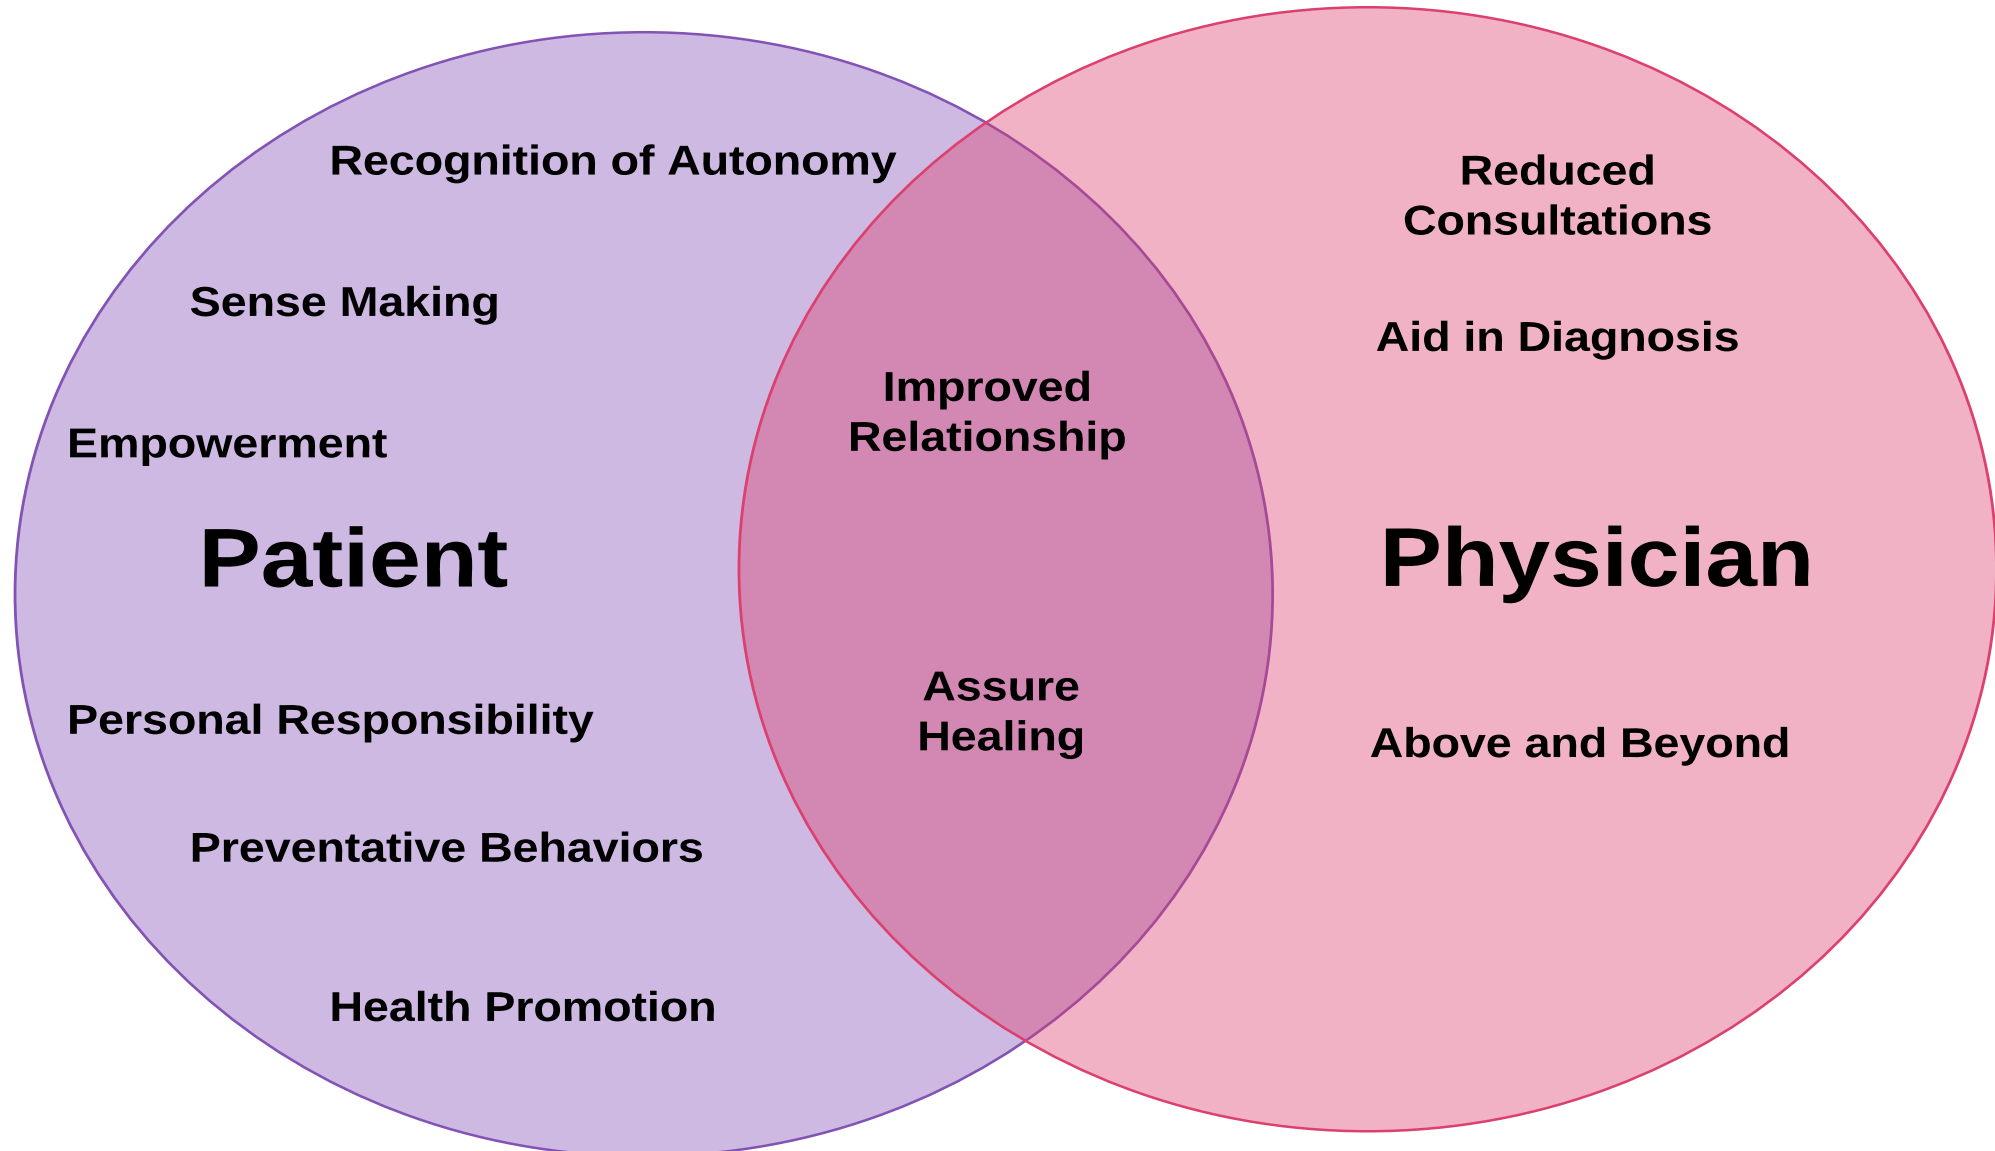 Recognition of Autonomy
Sense Making
Empowerment
Patient
Personal Responsibility
Preventative Behaviors
Health Promotion
Improved
Relationship
Assure
Healing
Reduced
Consultations
Aid in Diagnosis
Physician
Above and Beyond